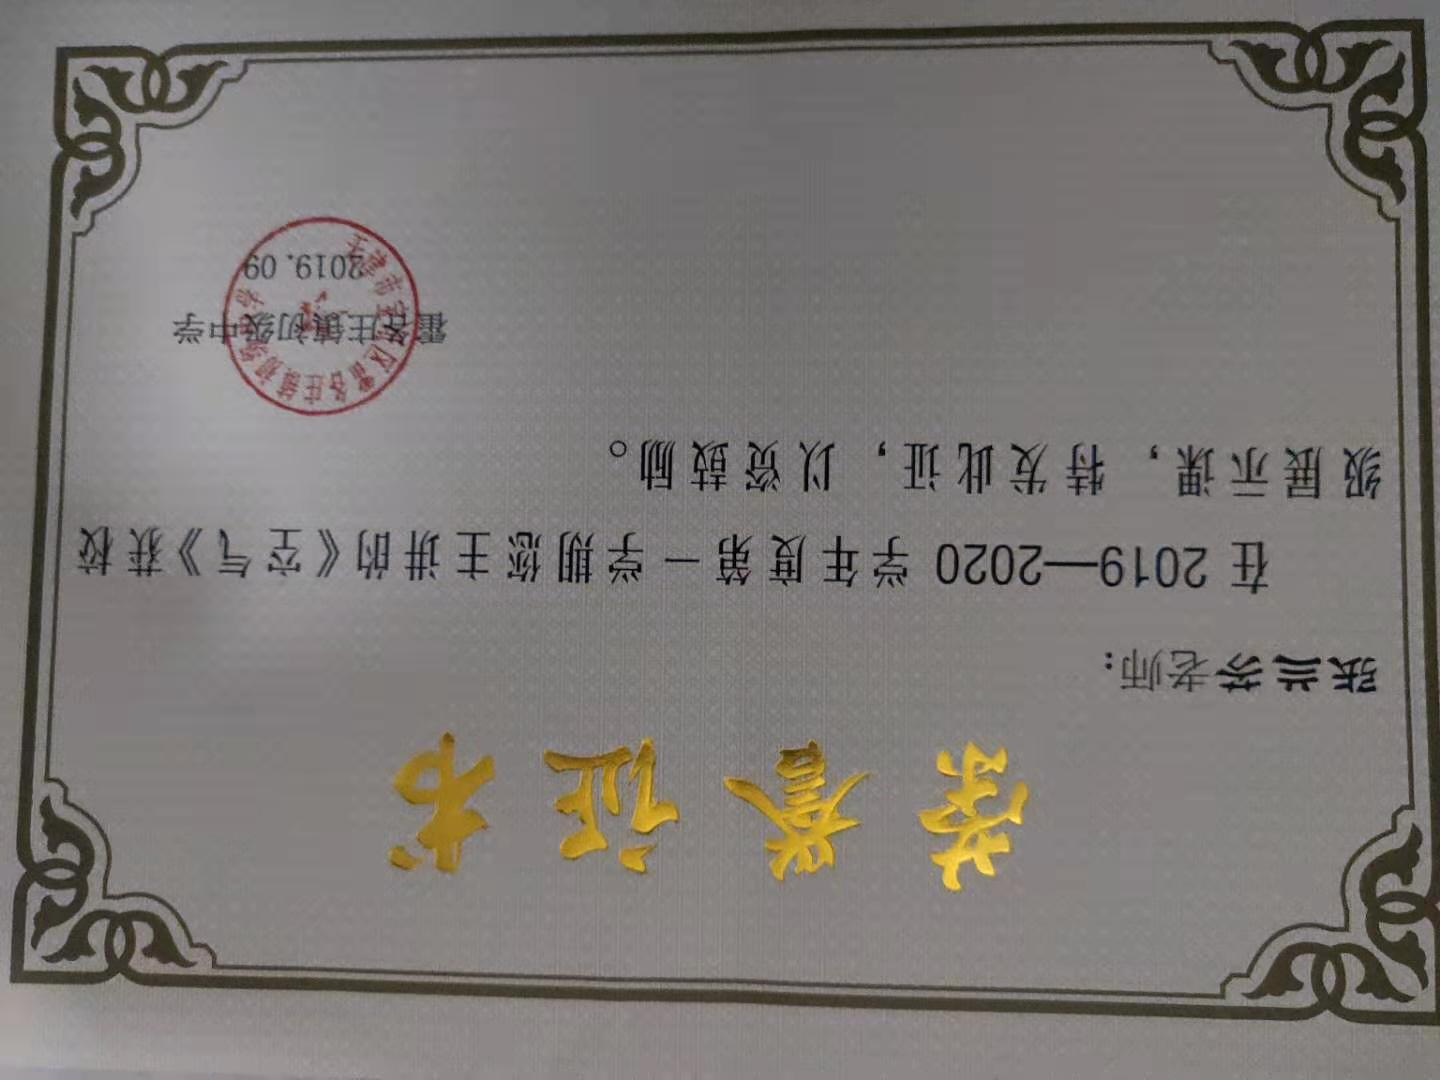 荣誉证书
张兰芬老师：
在 2019—2020 学年度第一学期您主讲的《空气》获校
级展示课，特发此证，以资鼓励。
霍各庄镇初级中学
2019.09